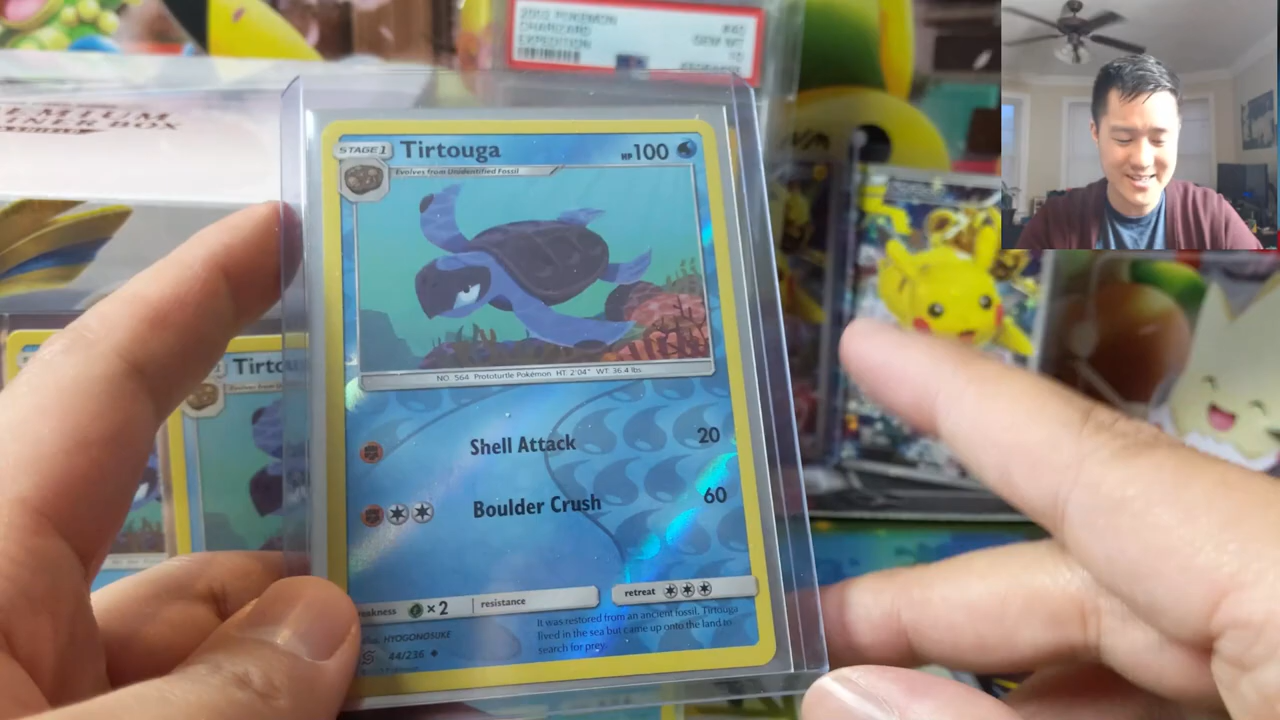 2002 POKEMON #40
CHARIZARD GEM MT
EXPEDITION 10
STAGE 1 Tirtouga HP100
Evolves from Unidentified Fossil
NO. 564 Prototurtle Pokémon HT: 2'04" WT: 36.4 lbs
Shell Attack 20
Boulder Crush 60
×2 resistance
retreat
It was restored from an ancient fossil. Tirtouga
lived in the sea but came up onto the land to
search for prey.
HYOGONOSUKE
44/236